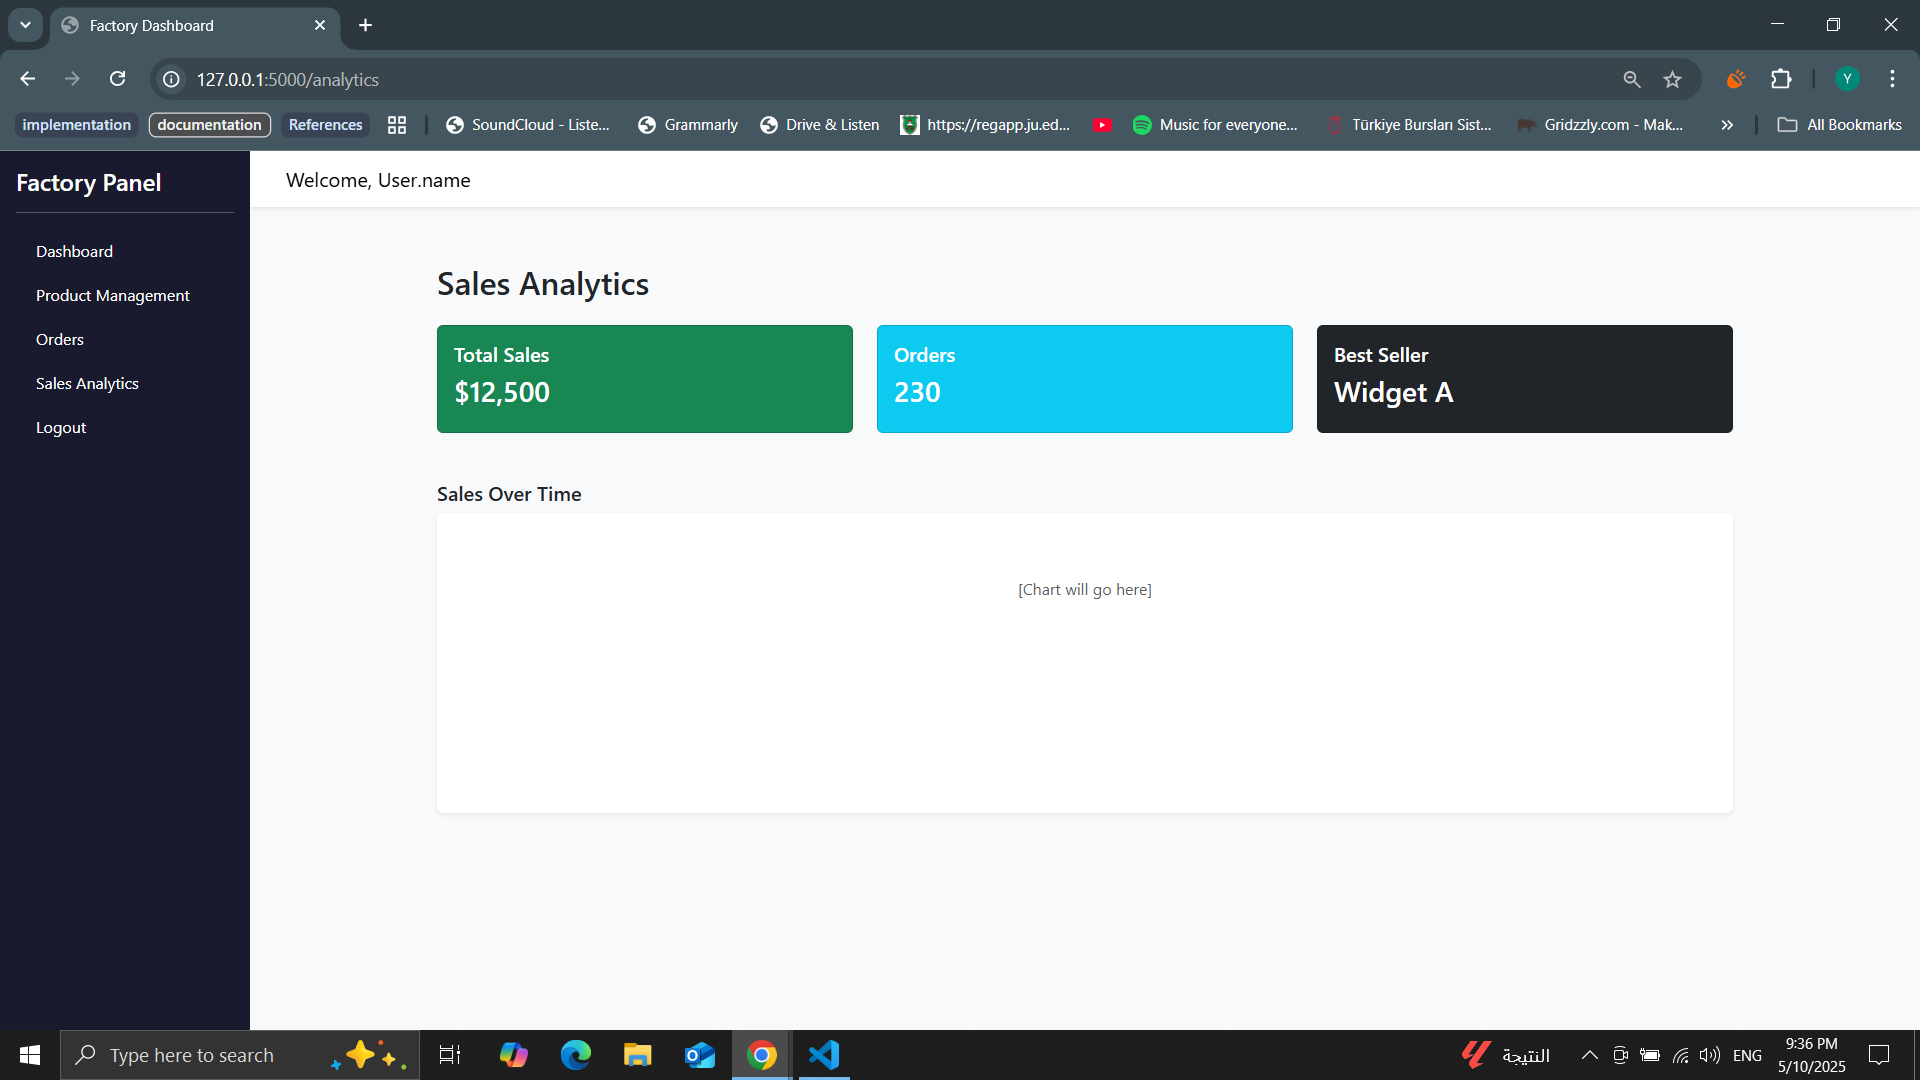 Factory Dashboard
127.0.0.1:5000/analytics
Y
implementation
documentation
References
SoundCloud - Liste...
Grammarly
Drive & Listen
https://regapp.ju.ed...
Music for everyone...
Türkiye Bursları Sist...
Gridzzly.com - Mak...
All Bookmarks
Factory Panel
Dashboard
Product Management
Orders
Sales Analytics
Logout
Welcome, User.name
Sales Analytics
Total Sales
$12,500
Orders
230
Best Seller
Widget A
Sales Over Time
[Chart will go here]
Type here to search
النتيجة
ENG
9:36 PM
5/10/2025